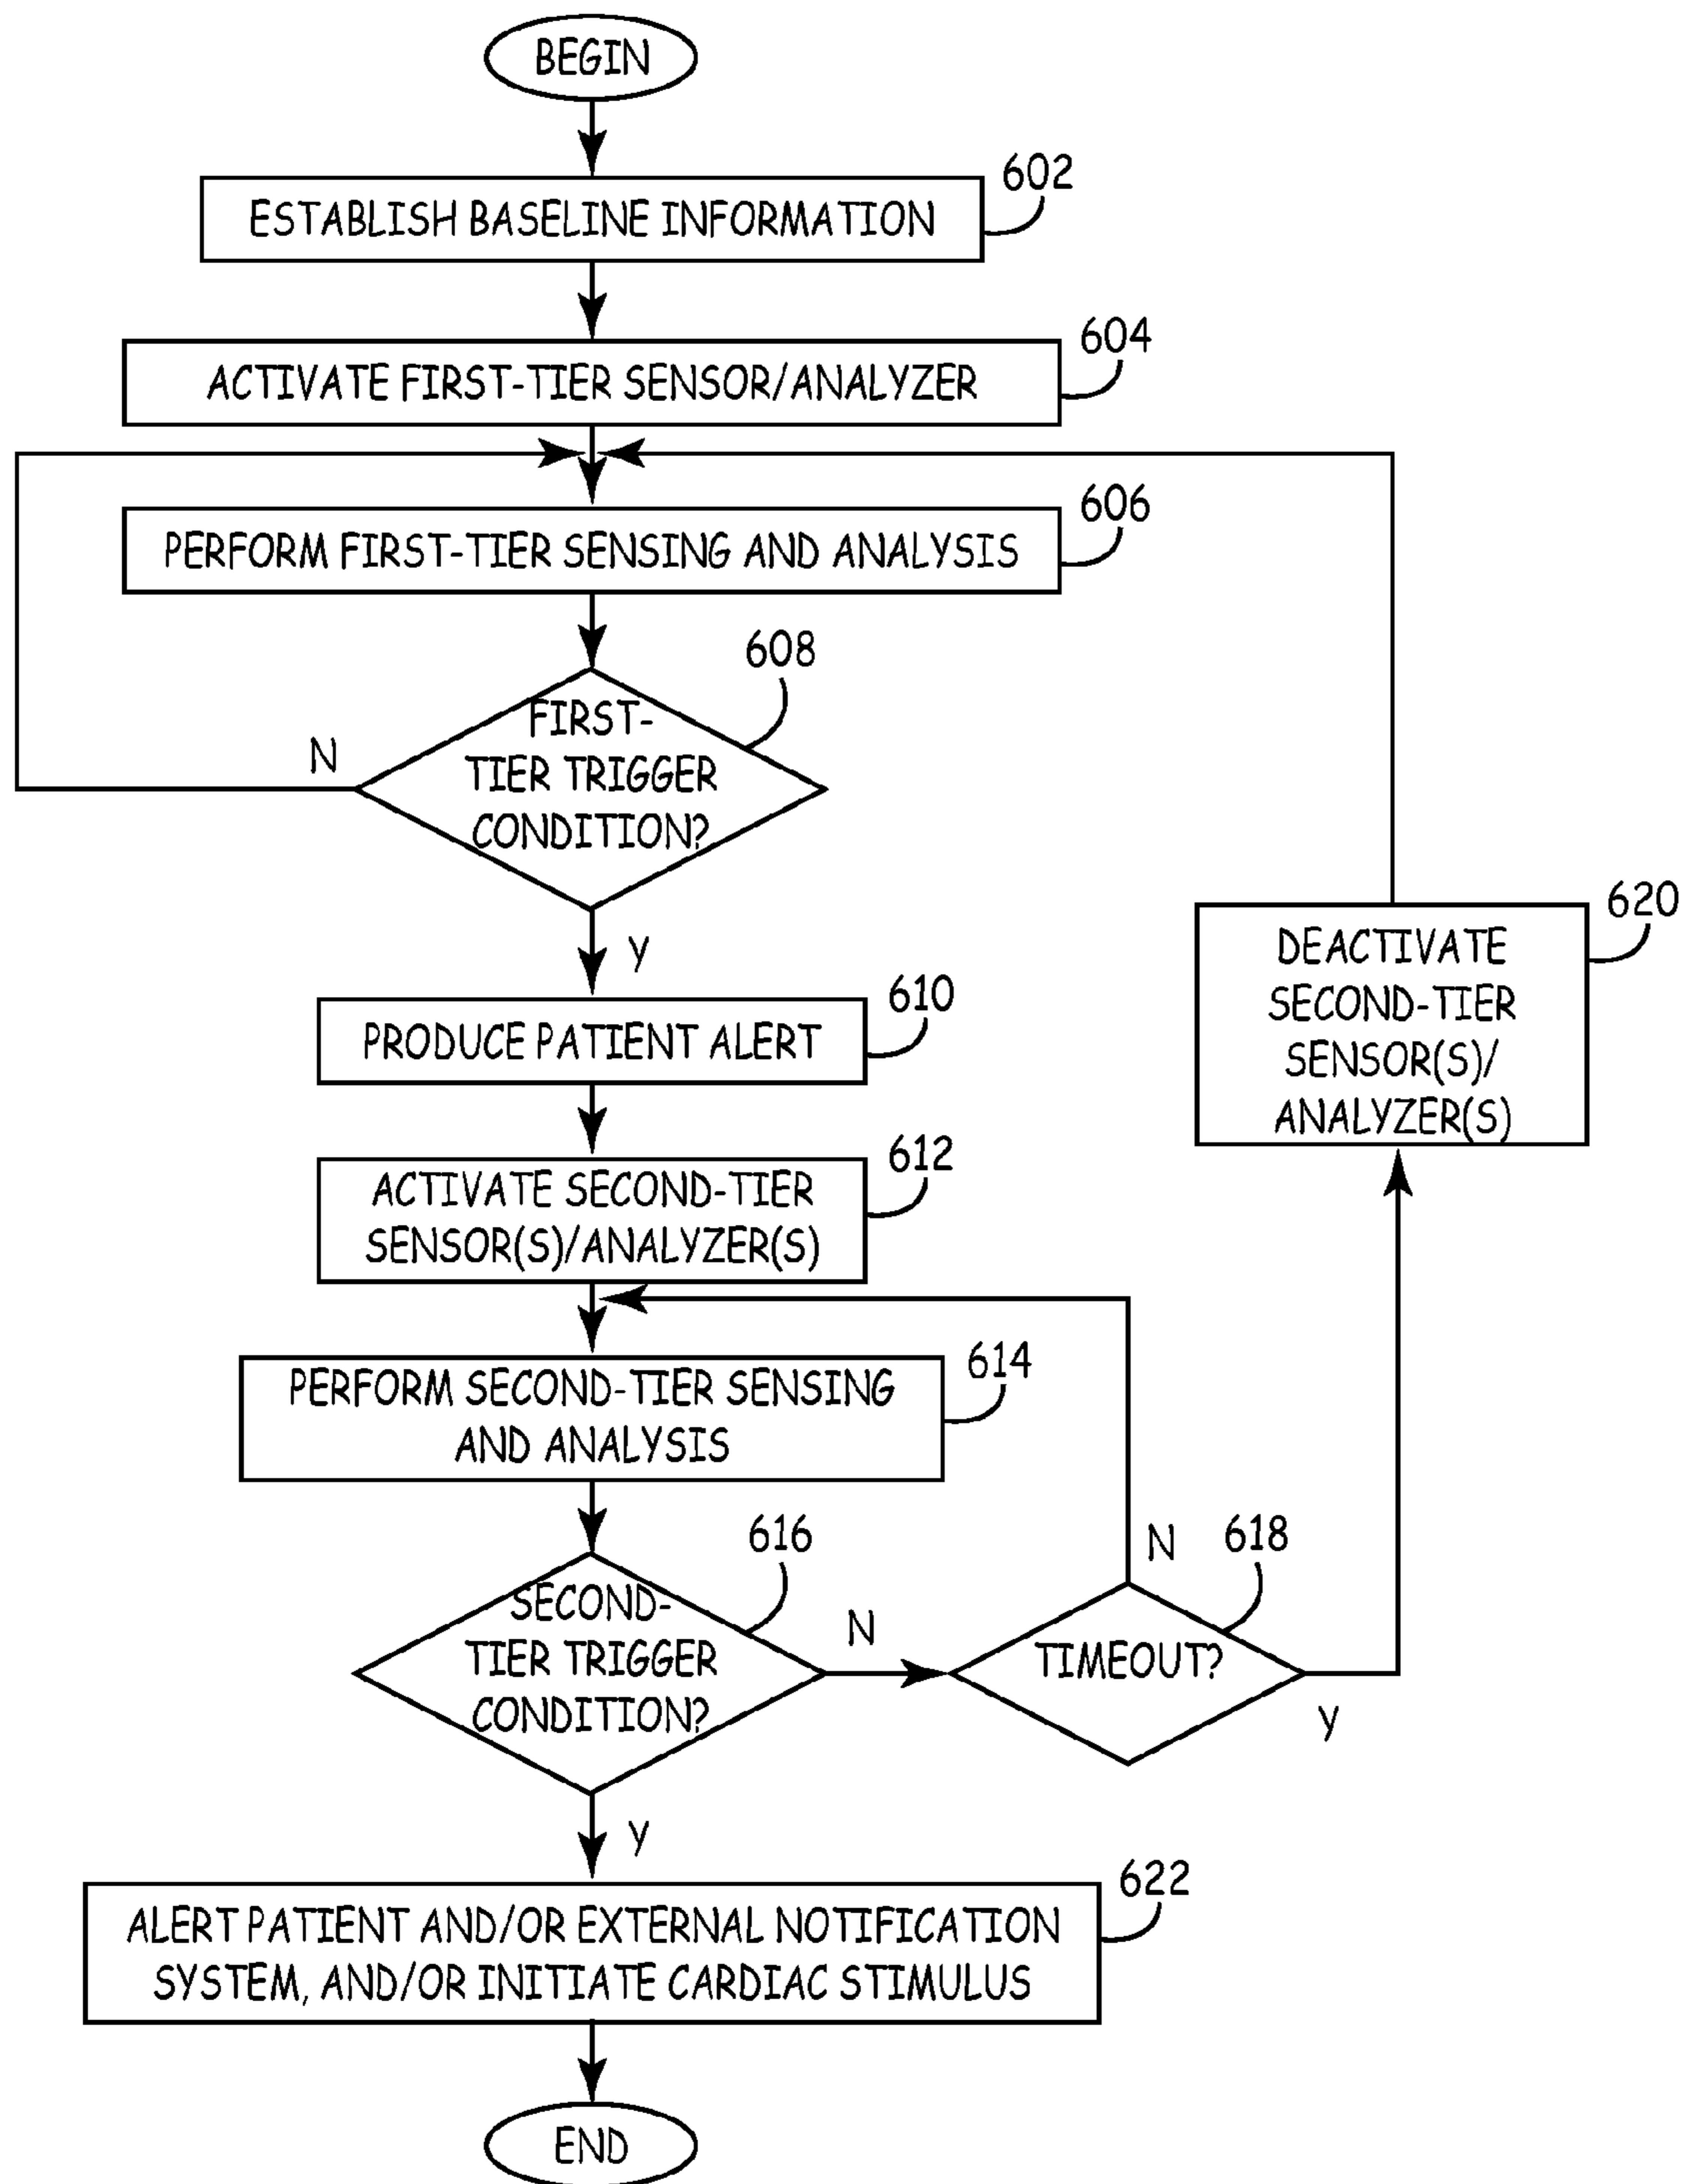 BEGIN
602
ESTABLISH BASELINE INFORMATION
604
ACTIVATE FIRST-TIER SENSOR/ANALYZER
606
PERFORM FIRST-TIER SENSING AND ANALYSIS
608
FIRST-
TIER TRIGGER
CONDITION?
N
Y
620
DEACTIVATE
SECOND-TIER
SENSOR(S)/
ANALYZER(S)
610
PRODUCE PATIENT ALERT
612
ACTIVATE SECOND-TIER
SENSOR(S)/ANALYZER(S)
614
PERFORM SECOND-TIER SENSING
AND ANALYSIS
616
SECOND-
TIER TRIGGER
CONDITION?
N
618
N
TIMEOUT?
Y
Y
622
ALERT PATIENT AND/OR EXTERNAL NOTIFICATION
SYSTEM, AND/OR INITIATE CARDIAC STIMULUS
END